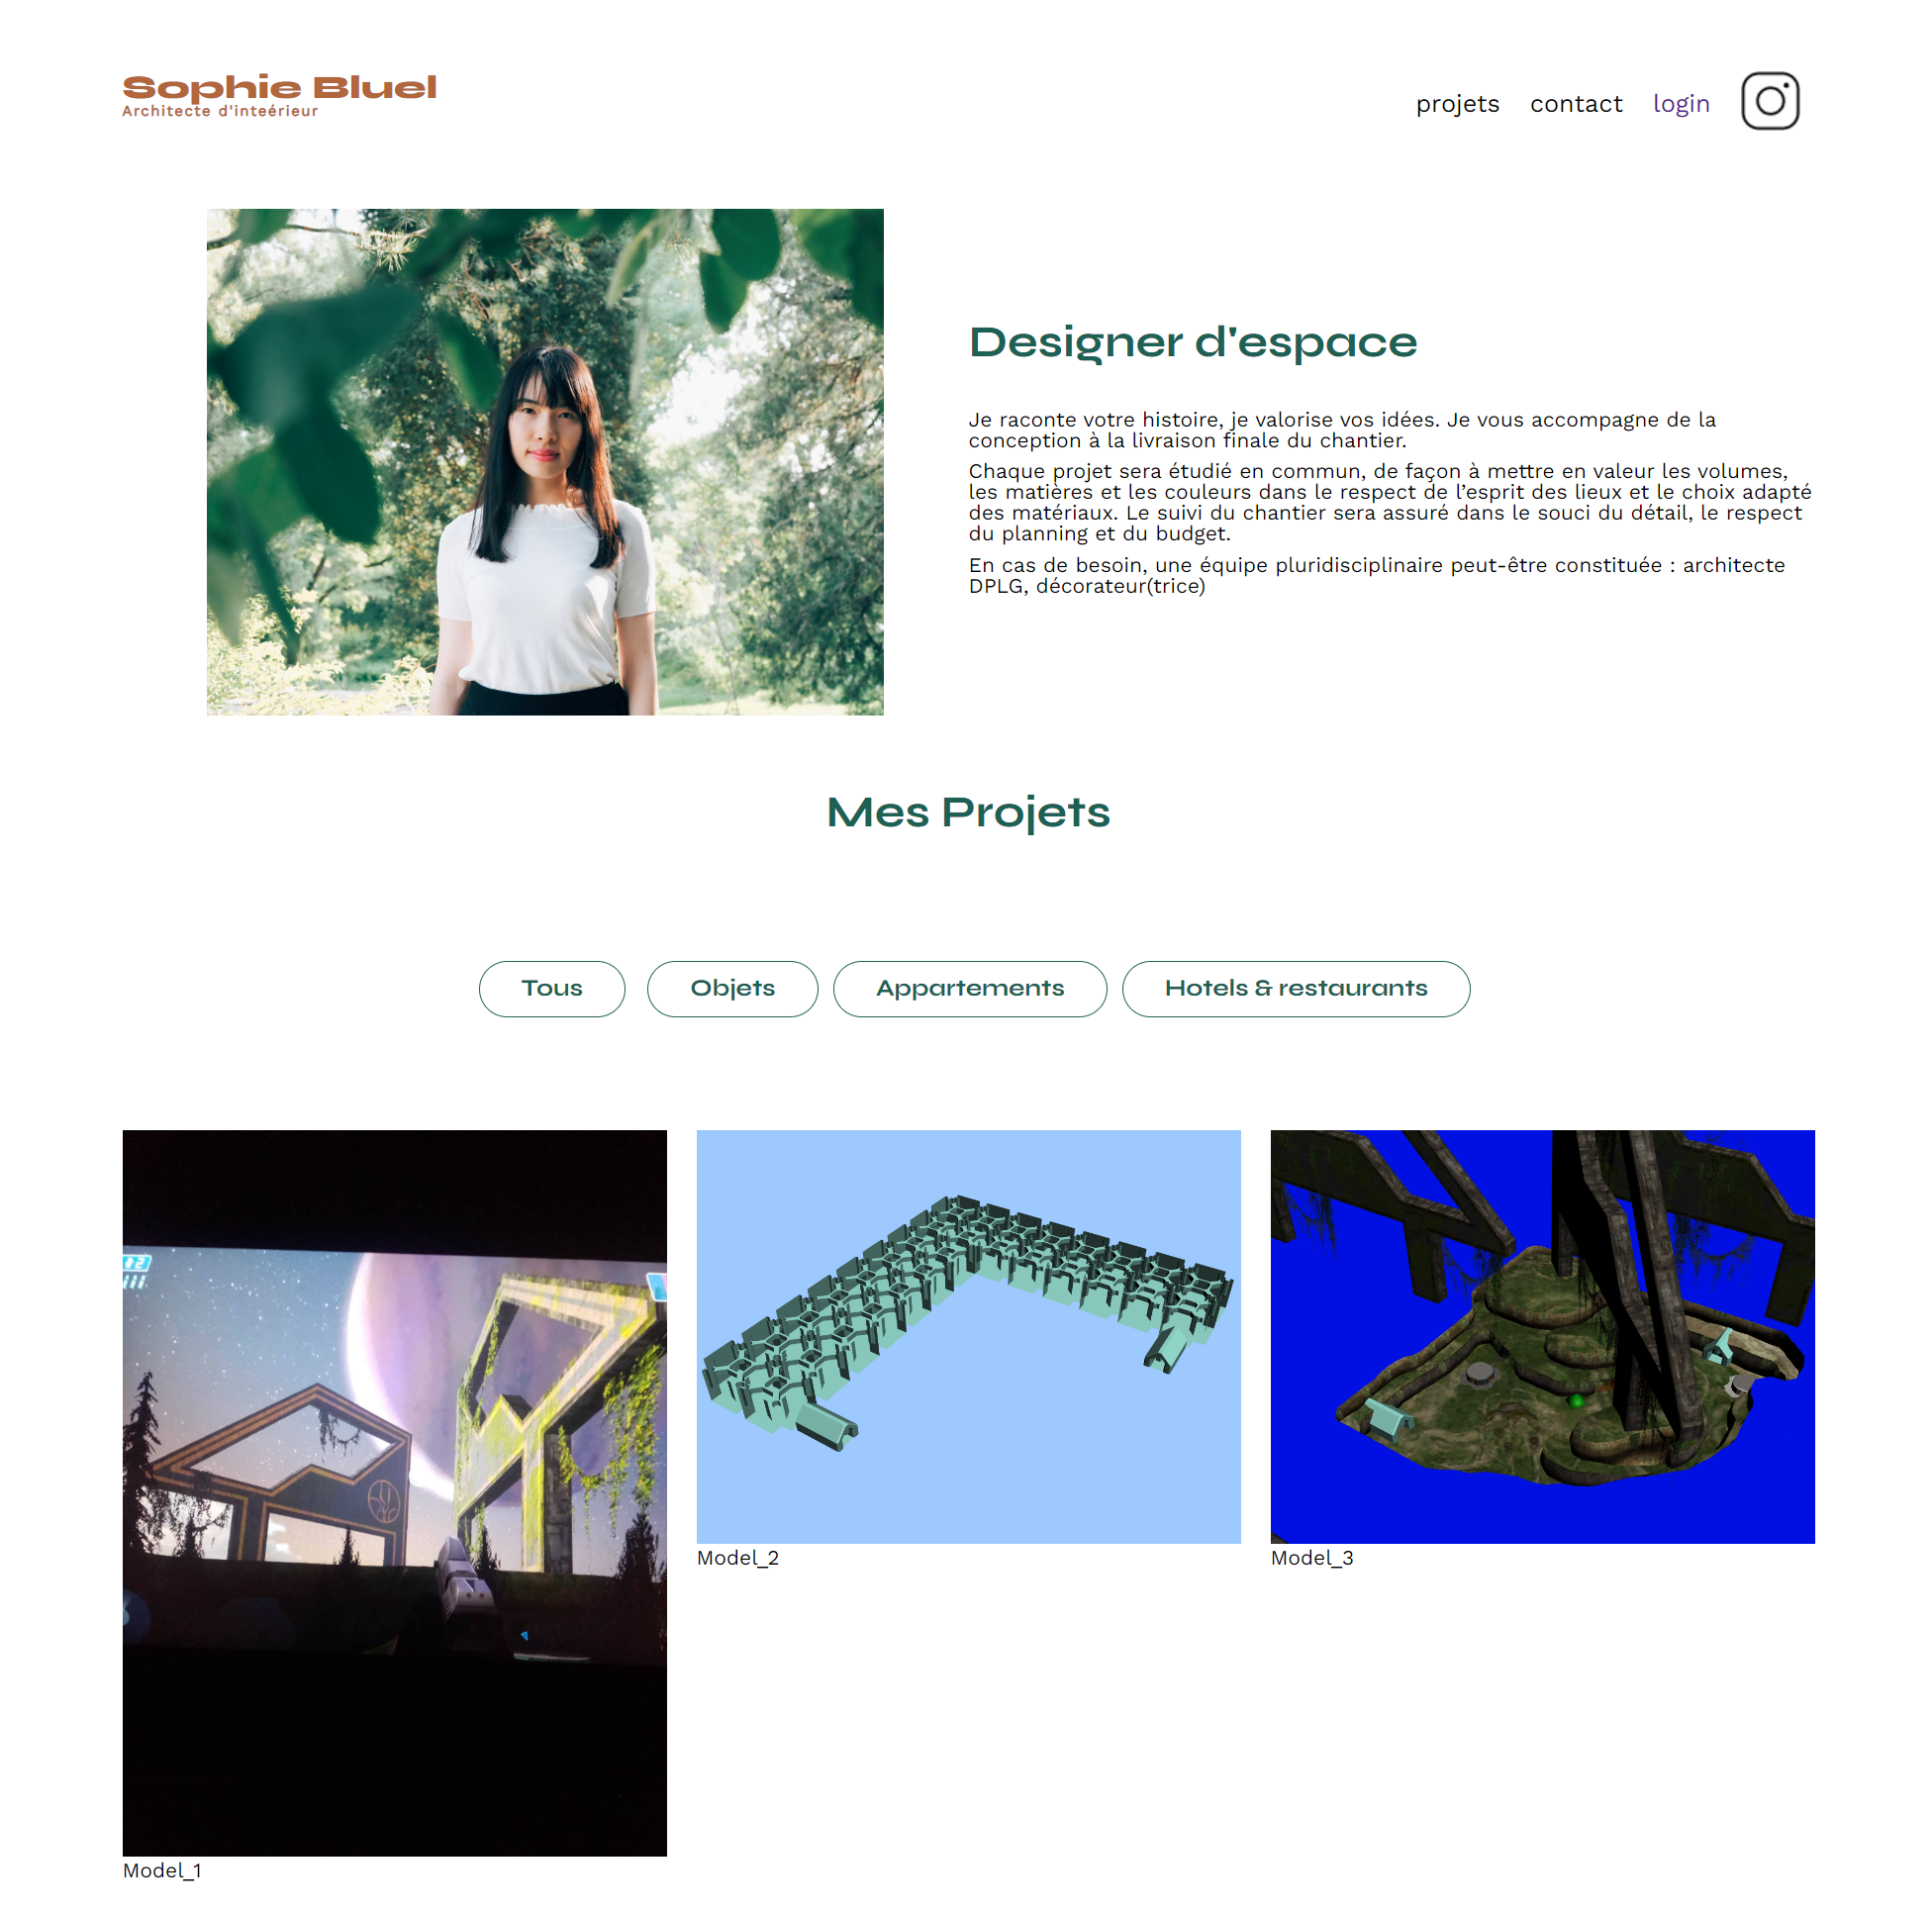 Sophie Bluel
Architecte d'inteérieur
projets contact login
Designer d'espace
Je raconte votre histoire, je valorise vos idées. Je vous accompagne de la
conception à la livraison finale du chantier.
Chaque projet sera étudié en commun, de façon à mettre en valeur les volumes,
les matières et les couleurs dans le respect de l’esprit des lieux et le choix adapté
des matériaux. Le suivi du chantier sera assuré dans le souci du détail, le respect
du planning et du budget.
En cas de besoin, une équipe pluridisciplinaire peut-être constituée : architecte
DPLG, décorateur(trice)
Mes Projets
Tous Objets Appartements Hotels & restaurants
Model_2
Model_3
Model_1